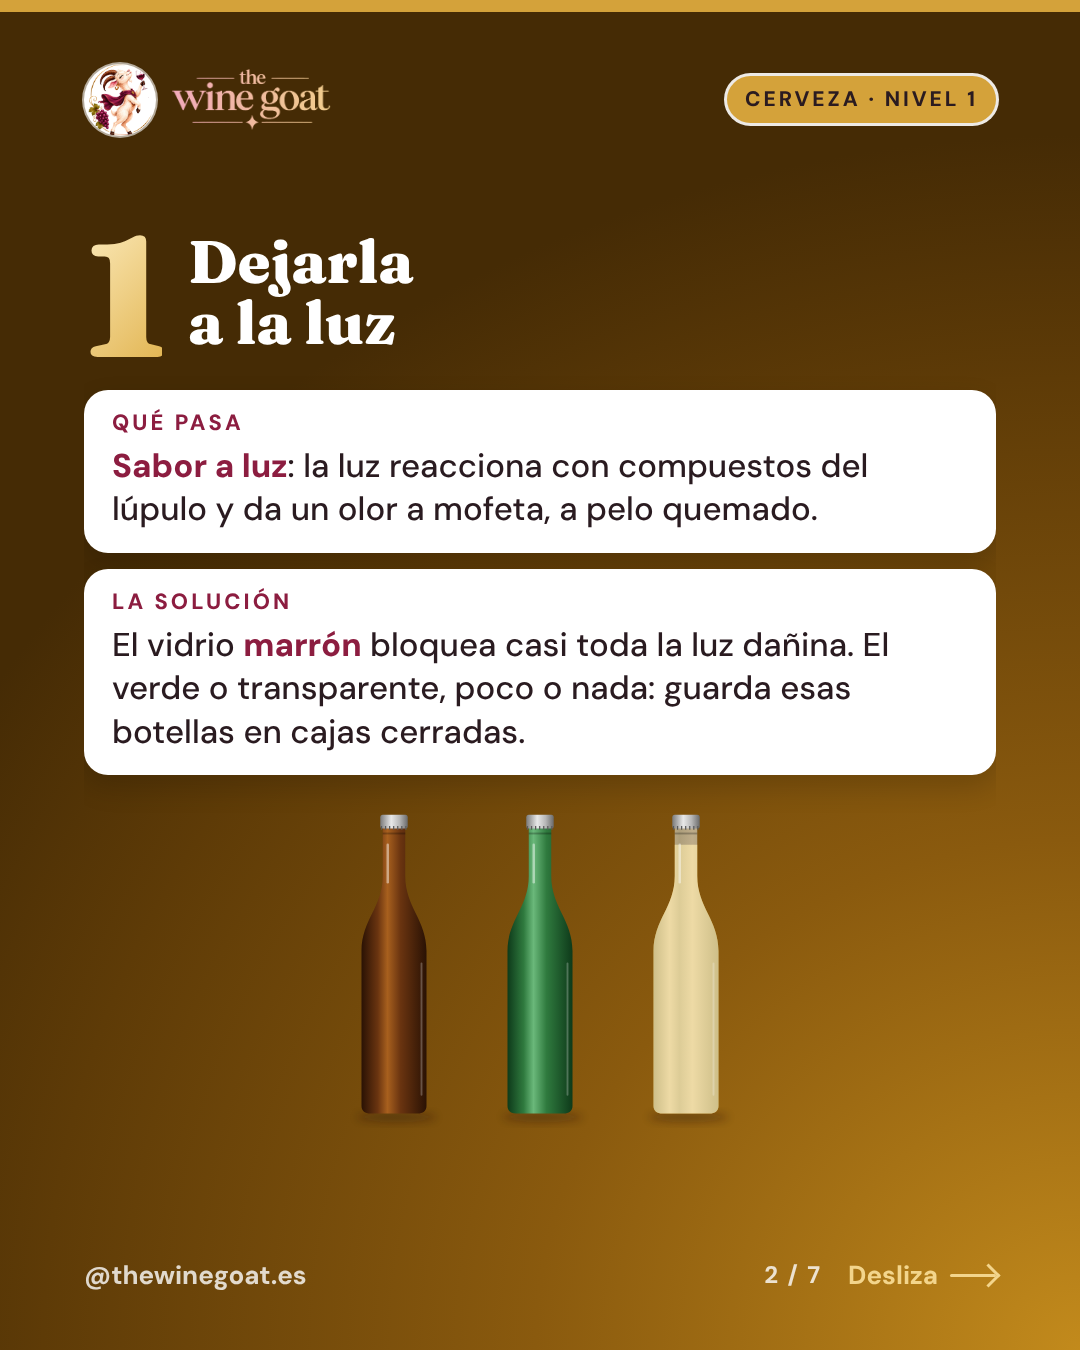 the
wine goat
CERVEZA · NIVEL 1
1
Dejarla
a la luz
QUÉ PASA
Sabor a luz: la luz reacciona con compuestos del
lúpulo y da un olor a mofeta, a pelo quemado.
LA SOLUCIÓN
El vidrio marrón bloquea casi toda la luz dañina. El
verde o transparente, poco o nada: guarda esas
botellas en cajas cerradas.
@thewinegoat.es
2 / 7
Desliza